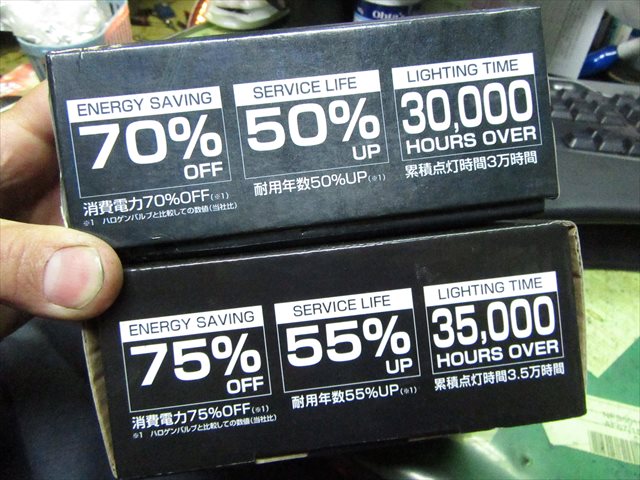 ENERGY SAVING
70%
OFF
消費電力70%OFF(※1)
※1 ハロゲンバルブと比較しての数値(当社比)
SERVICE LIFE
50%
UP
耐用年数50%UP(※1)
LIGHTING TIME
30,000
HOURS OVER
累積点灯時間3万時間
ENERGY SAVING
75%
OFF
消費電力75%OFF(※1)
※1 ハロゲンバルブと比較しての数値(当社比)
SERVICE LIFE
55%
UP
耐用年数55%UP(※1)
LIGHTING TIME
35,000
HOURS OVER
累積点灯時間3.5万時間